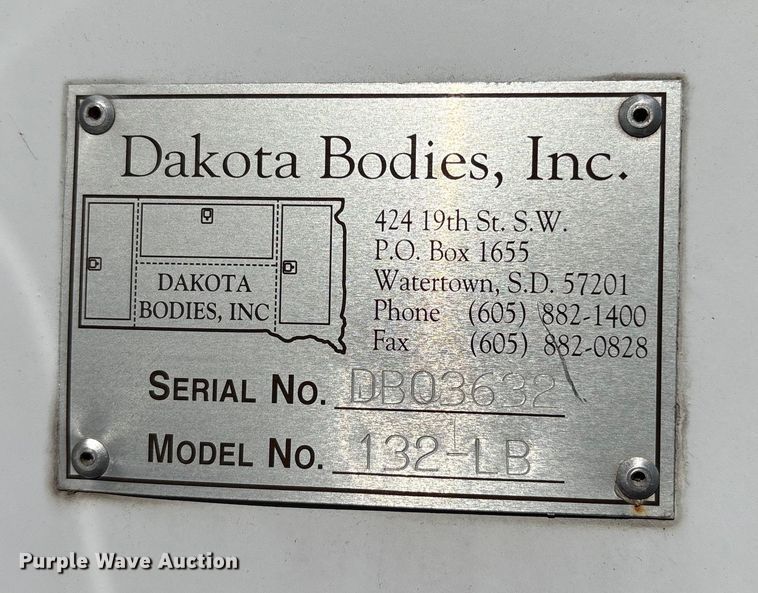 Dakota Bodies, Inc.
DAKOTA
BODIES, INC
424 19th St. S.W.
P.O. Box 1655
Watertown, S.D. 57201
Phone (605) 882-1400
Fax (605) 882-0828
SERIAL NO. DBQ3632
MODEL NO. 132-LB
Purple Wave Auction